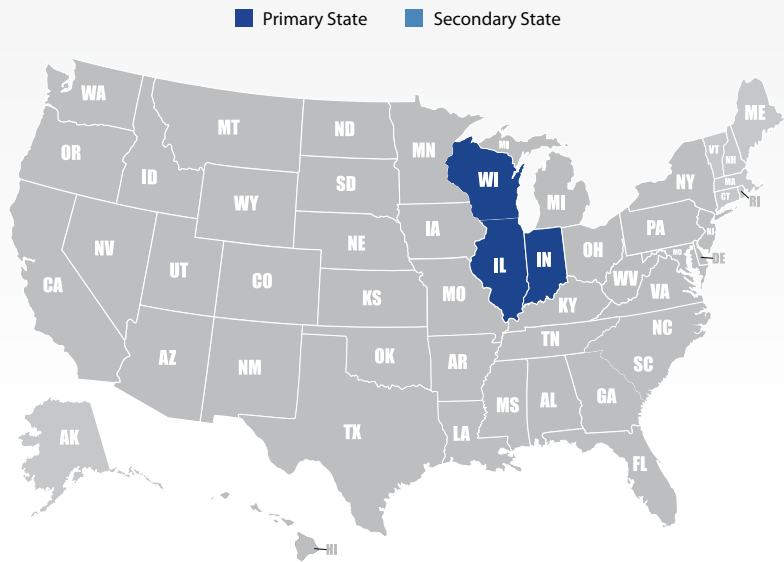 Primary State Secondary State
WA
MT
ND
MN
MI
ME
VT
NH
OR
ID
SD
WI
NY
MA
CT
RI
WY
MI
IA
PA
NJ
NV
NE
OH
MD
DE
UT
CO
IL
IN
WV
VA
CA
KS
MO
KY
NC
TN
AZ
NM
OK
AR
SC
MS
AL
GA
TX
LA
AK
FL
HI